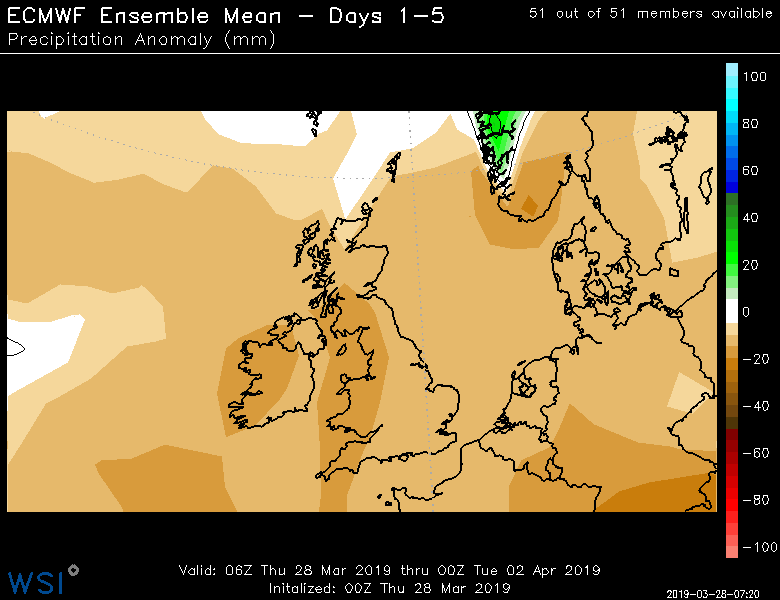 ECMWF Ensemble Mean – Days 1–5
51 out of 51 members available
Precipitation Anomaly (mm)
100
80
60
40
20
0
−20
−40
−60
−80
−100
Valid: 06Z Thu 28 Mar 2019 thru 00Z Tue 02 Apr 2019
Initalized: 00Z Thu 28 Mar 2019
WSI
2019-03-28-07:20